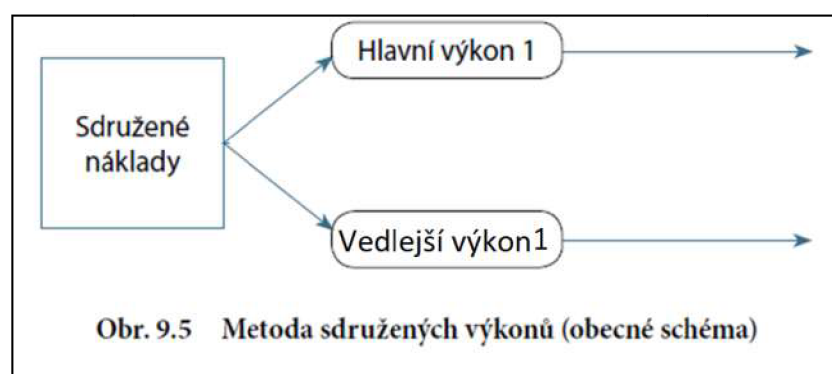 Hlavní výkon 1
Sdružené
náklady
Vedlejší výkon1
Obr. 9.5 Metoda sdružených výkonů (obecné schéma)